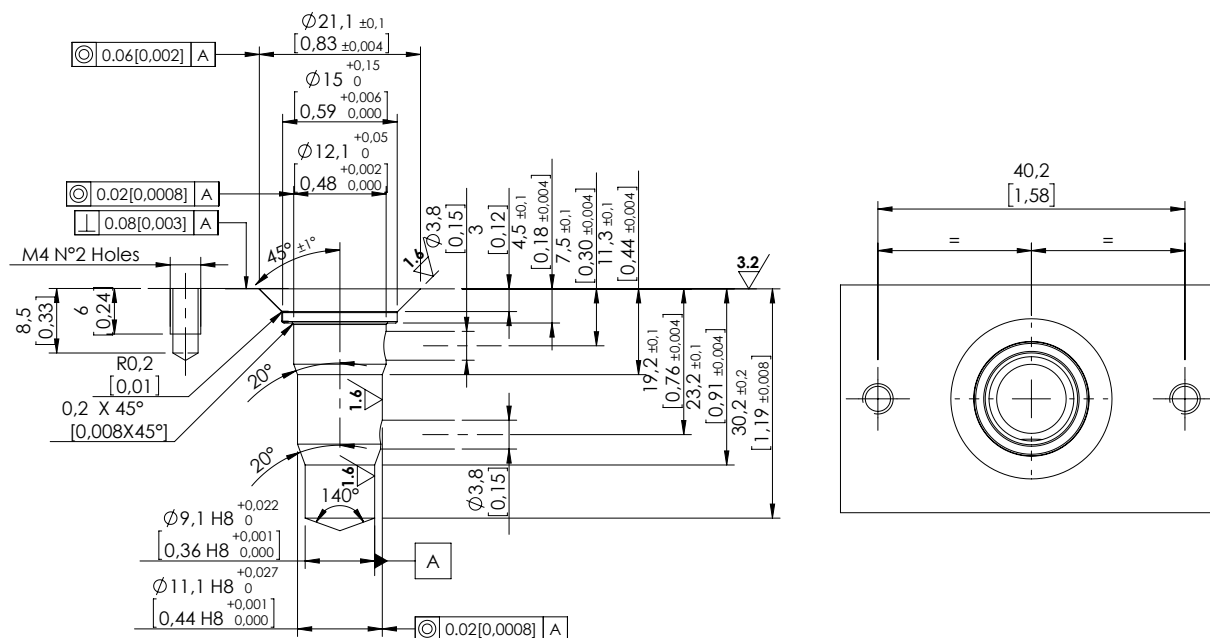 ⌀21,1 ±0,1
[0,83 ±0,004]
◎ 0.06[0,002] A
⌀15 +0,15 0
[0,59 +0,006 0,000]
⌀12,1 +0,05 0
[0,48 +0,002 0,000]
◎ 0.02[0,0008] A
⊥ 0.08[0,003] A
M4 N°2 Holes
45° ±1°
1.6
⌀3,8
[0,15]
3
[0,12]
4,5 ±0,1
[0,18 ±0,004]
7,5 ±0,1
[0,30 ±0,004]
11,3 ±0,1
[0,44 ±0,004]
3.2
40,2
[1,58]
= =
8,5
[0,33]
6
[0,24]
R0,2
[0,01]
0,2 X 45°
[0,008X45°]
20°
1.6
19,2 ±0,1
[0,76 ±0,004]
23,2 ±0,1
[0,91 ±0,004]
30,2 ±0,2
[1,19 ±0,008]
20°
1.6
140°
⌀3,8
[0,15]
⌀9,1 H8 +0,022 0
[0,36 H8 +0,001 0,000]
A
⌀11,1 H8 +0,027 0
[0,44 H8 +0,001 0,000]
◎ 0.02[0,0008] A